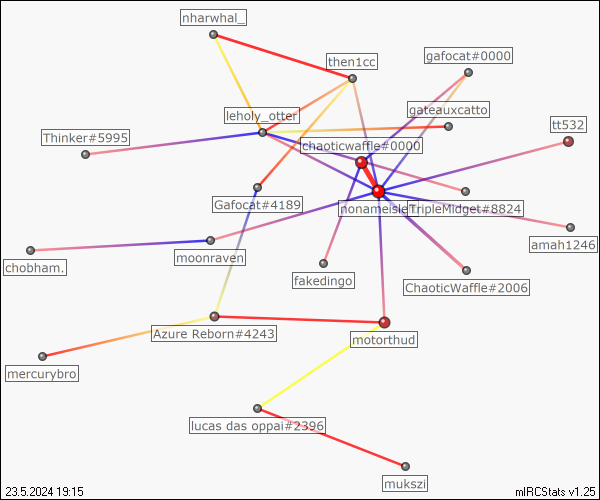 nharwhal_
gafocat#0000
then1cc
gateauxcatto
leholy_otter
tt532
Thinker#5995
chaoticwaffle#0000
Gafocat#4189
TripleMidget#8824
amah1246
moonraven
chobham.
fakedingo
ChaoticWaffle#2006
Azure Reborn#4243
motorthud
mercurybro
lucas das oppai#2396
mukszi
23.5.2024 19:15
mIRCStats v1.25